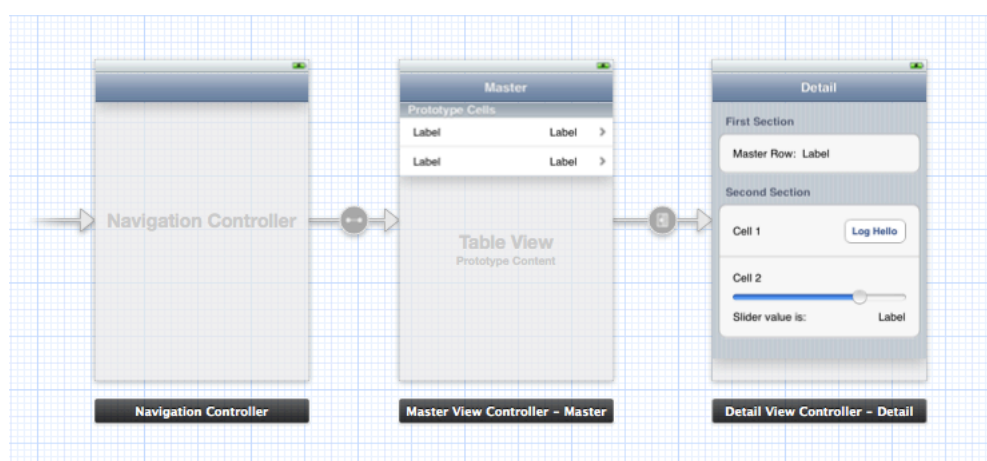 Navigation Controller
Navigation Controller
Master
Prototype Cells
Label Label
Label Label
Table View
Prototype Content
Master View Controller - Master
Detail
First Section
Master Row: Label
Second Section
Cell 1 Log Hello
Cell 2
Slider value is: Label
Detail View Controller - Detail